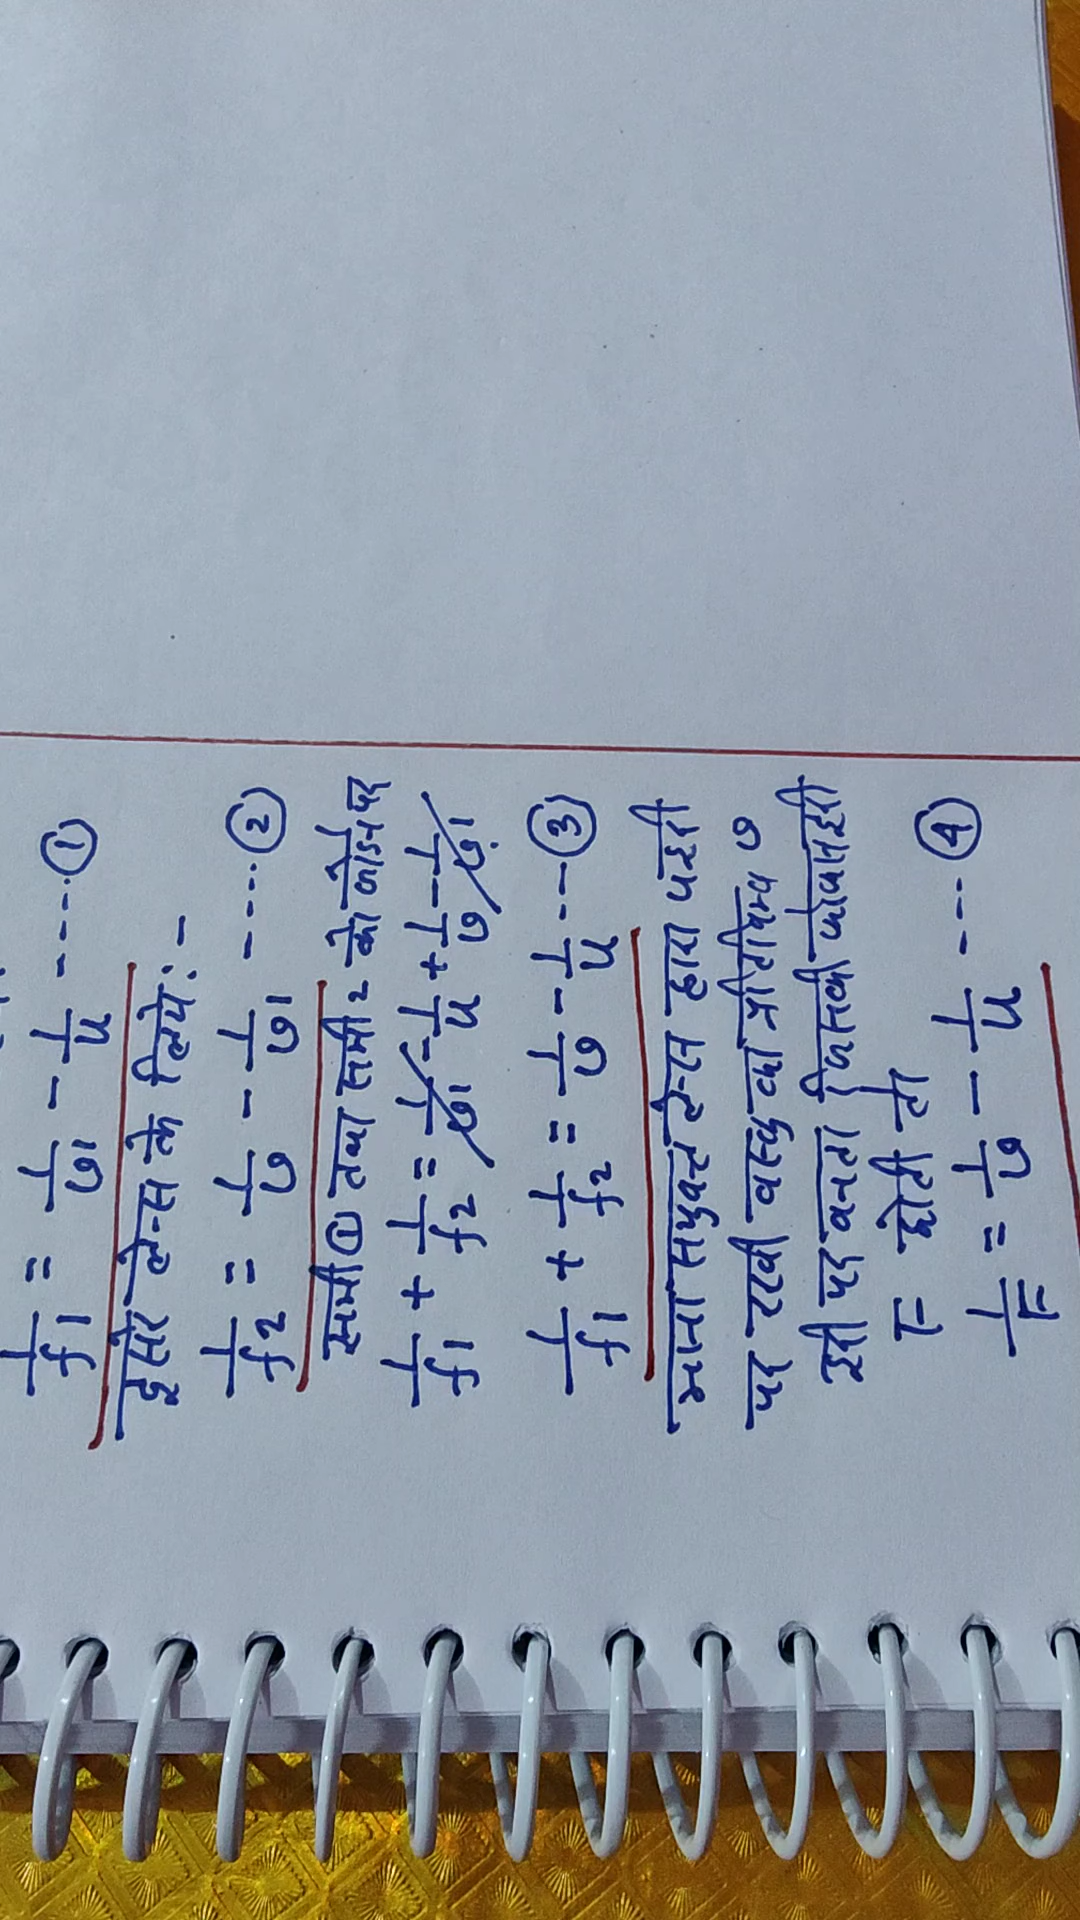 1/f1 = 1/v1 - 1/u ---- ①
दूसरे लेन्स के लिये:-
1/f2 = 1/v - 1/v1 ---- ②
समी ① तथा समी 2 को जोडने पर
1/f1 + 1/f2 = 1/v1 - 1/u + 1/v - 1/v1
1/f1 + 1/f2 = 1/v - 1/u --- ③
माना सयुक्त लेन्स द्वारा u दूरी
पर रखी वस्तु का प्रतिबिम्ब v
दूरी पर बनता जिसकी फोकस दूरी
F होती तो
1/F = 1/v - 1/u --- ④